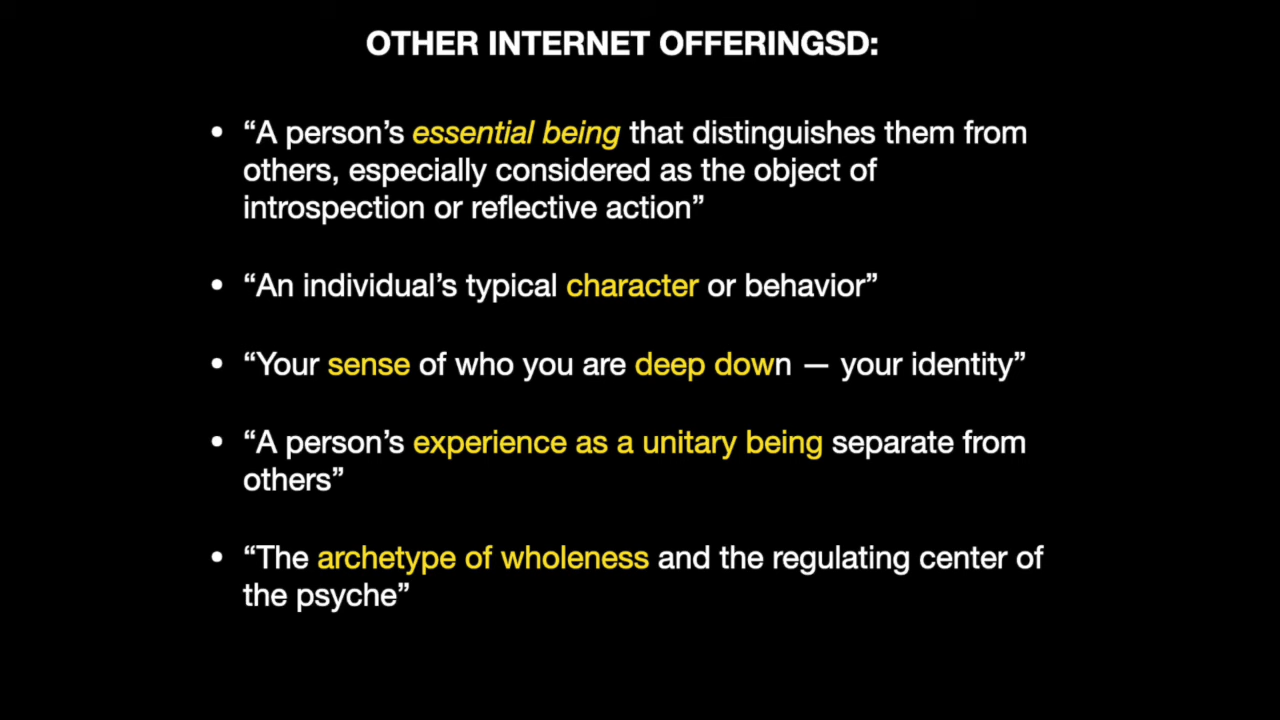 OTHER INTERNET OFFERINGSD:
• “A person’s essential being that distinguishes them from
others, especially considered as the object of
introspection or reflective action”
• “An individual’s typical character or behavior”
• “Your sense of who you are deep down — your identity”
• “A person’s experience as a unitary being separate from
others”
• “The archetype of wholeness and the regulating center of
the psyche”